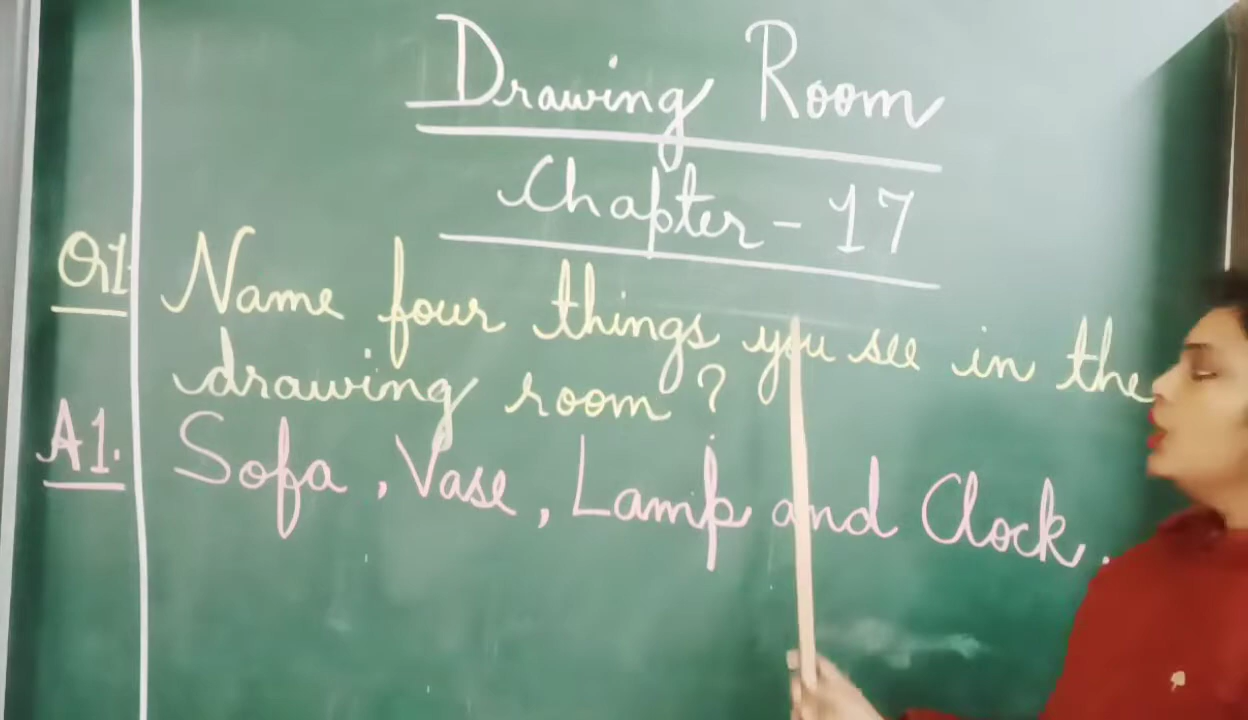 Drawing Room
Chapter - 17
Q1. Name four things you see in the
drawing room ?
A1. Sofa , Vase , Lamp and Clock .